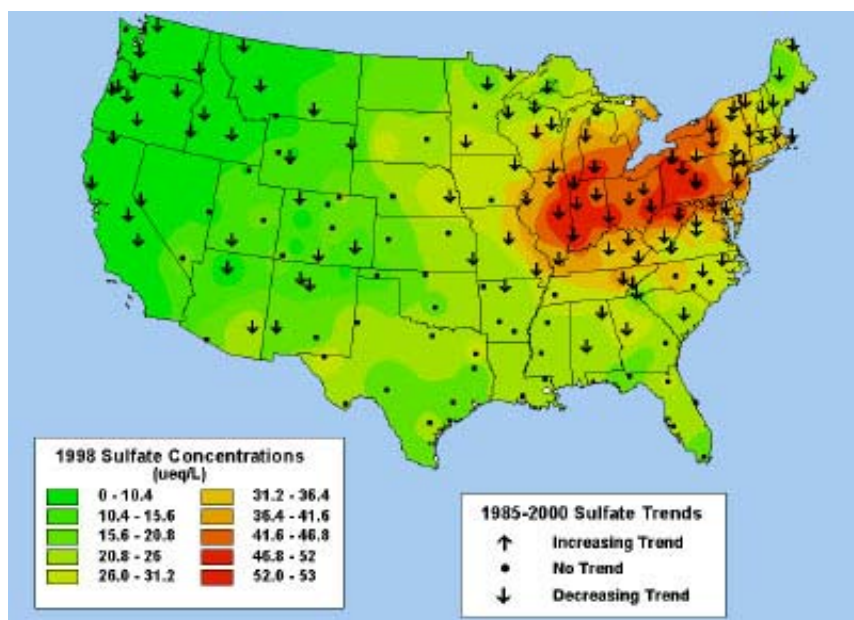 1998 Sulfate Concentrations
(ueq/L)
0 - 10.4
10.4 - 15.6
15.6 - 20.8
20.8 - 26
26.0 - 31.2
31.2 - 36.4
36.4 - 41.6
41.6 - 46.8
46.8 - 52
52.0 - 53
1985-2000 Sulfate Trends
Increasing Trend
No Trend
Decreasing Trend